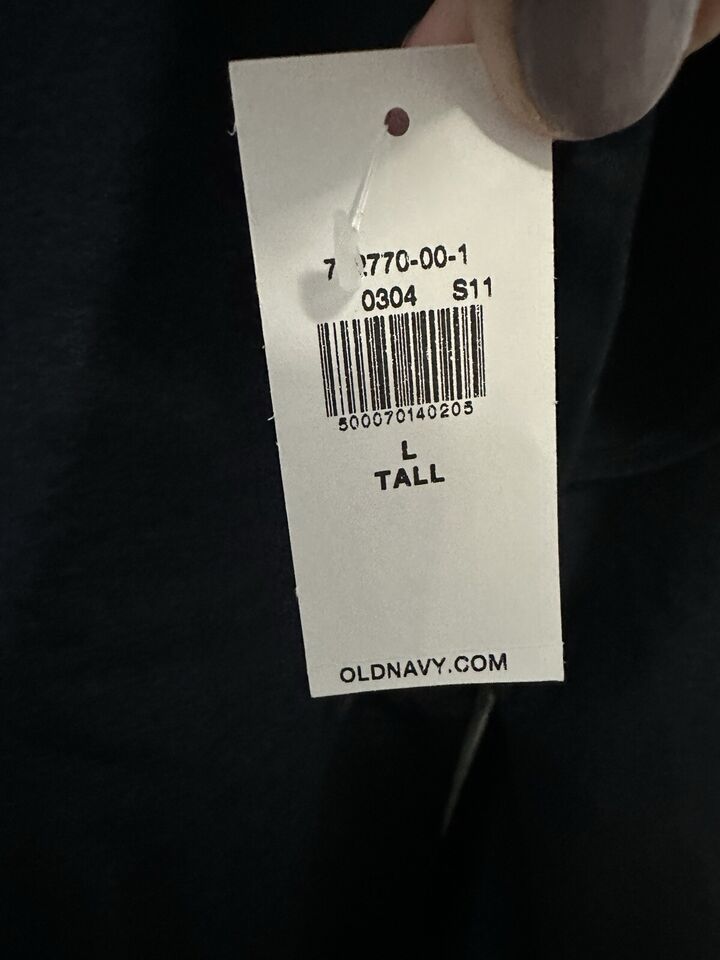 0304 S11
500070140205
L
TALL
OLDNAVY.COM